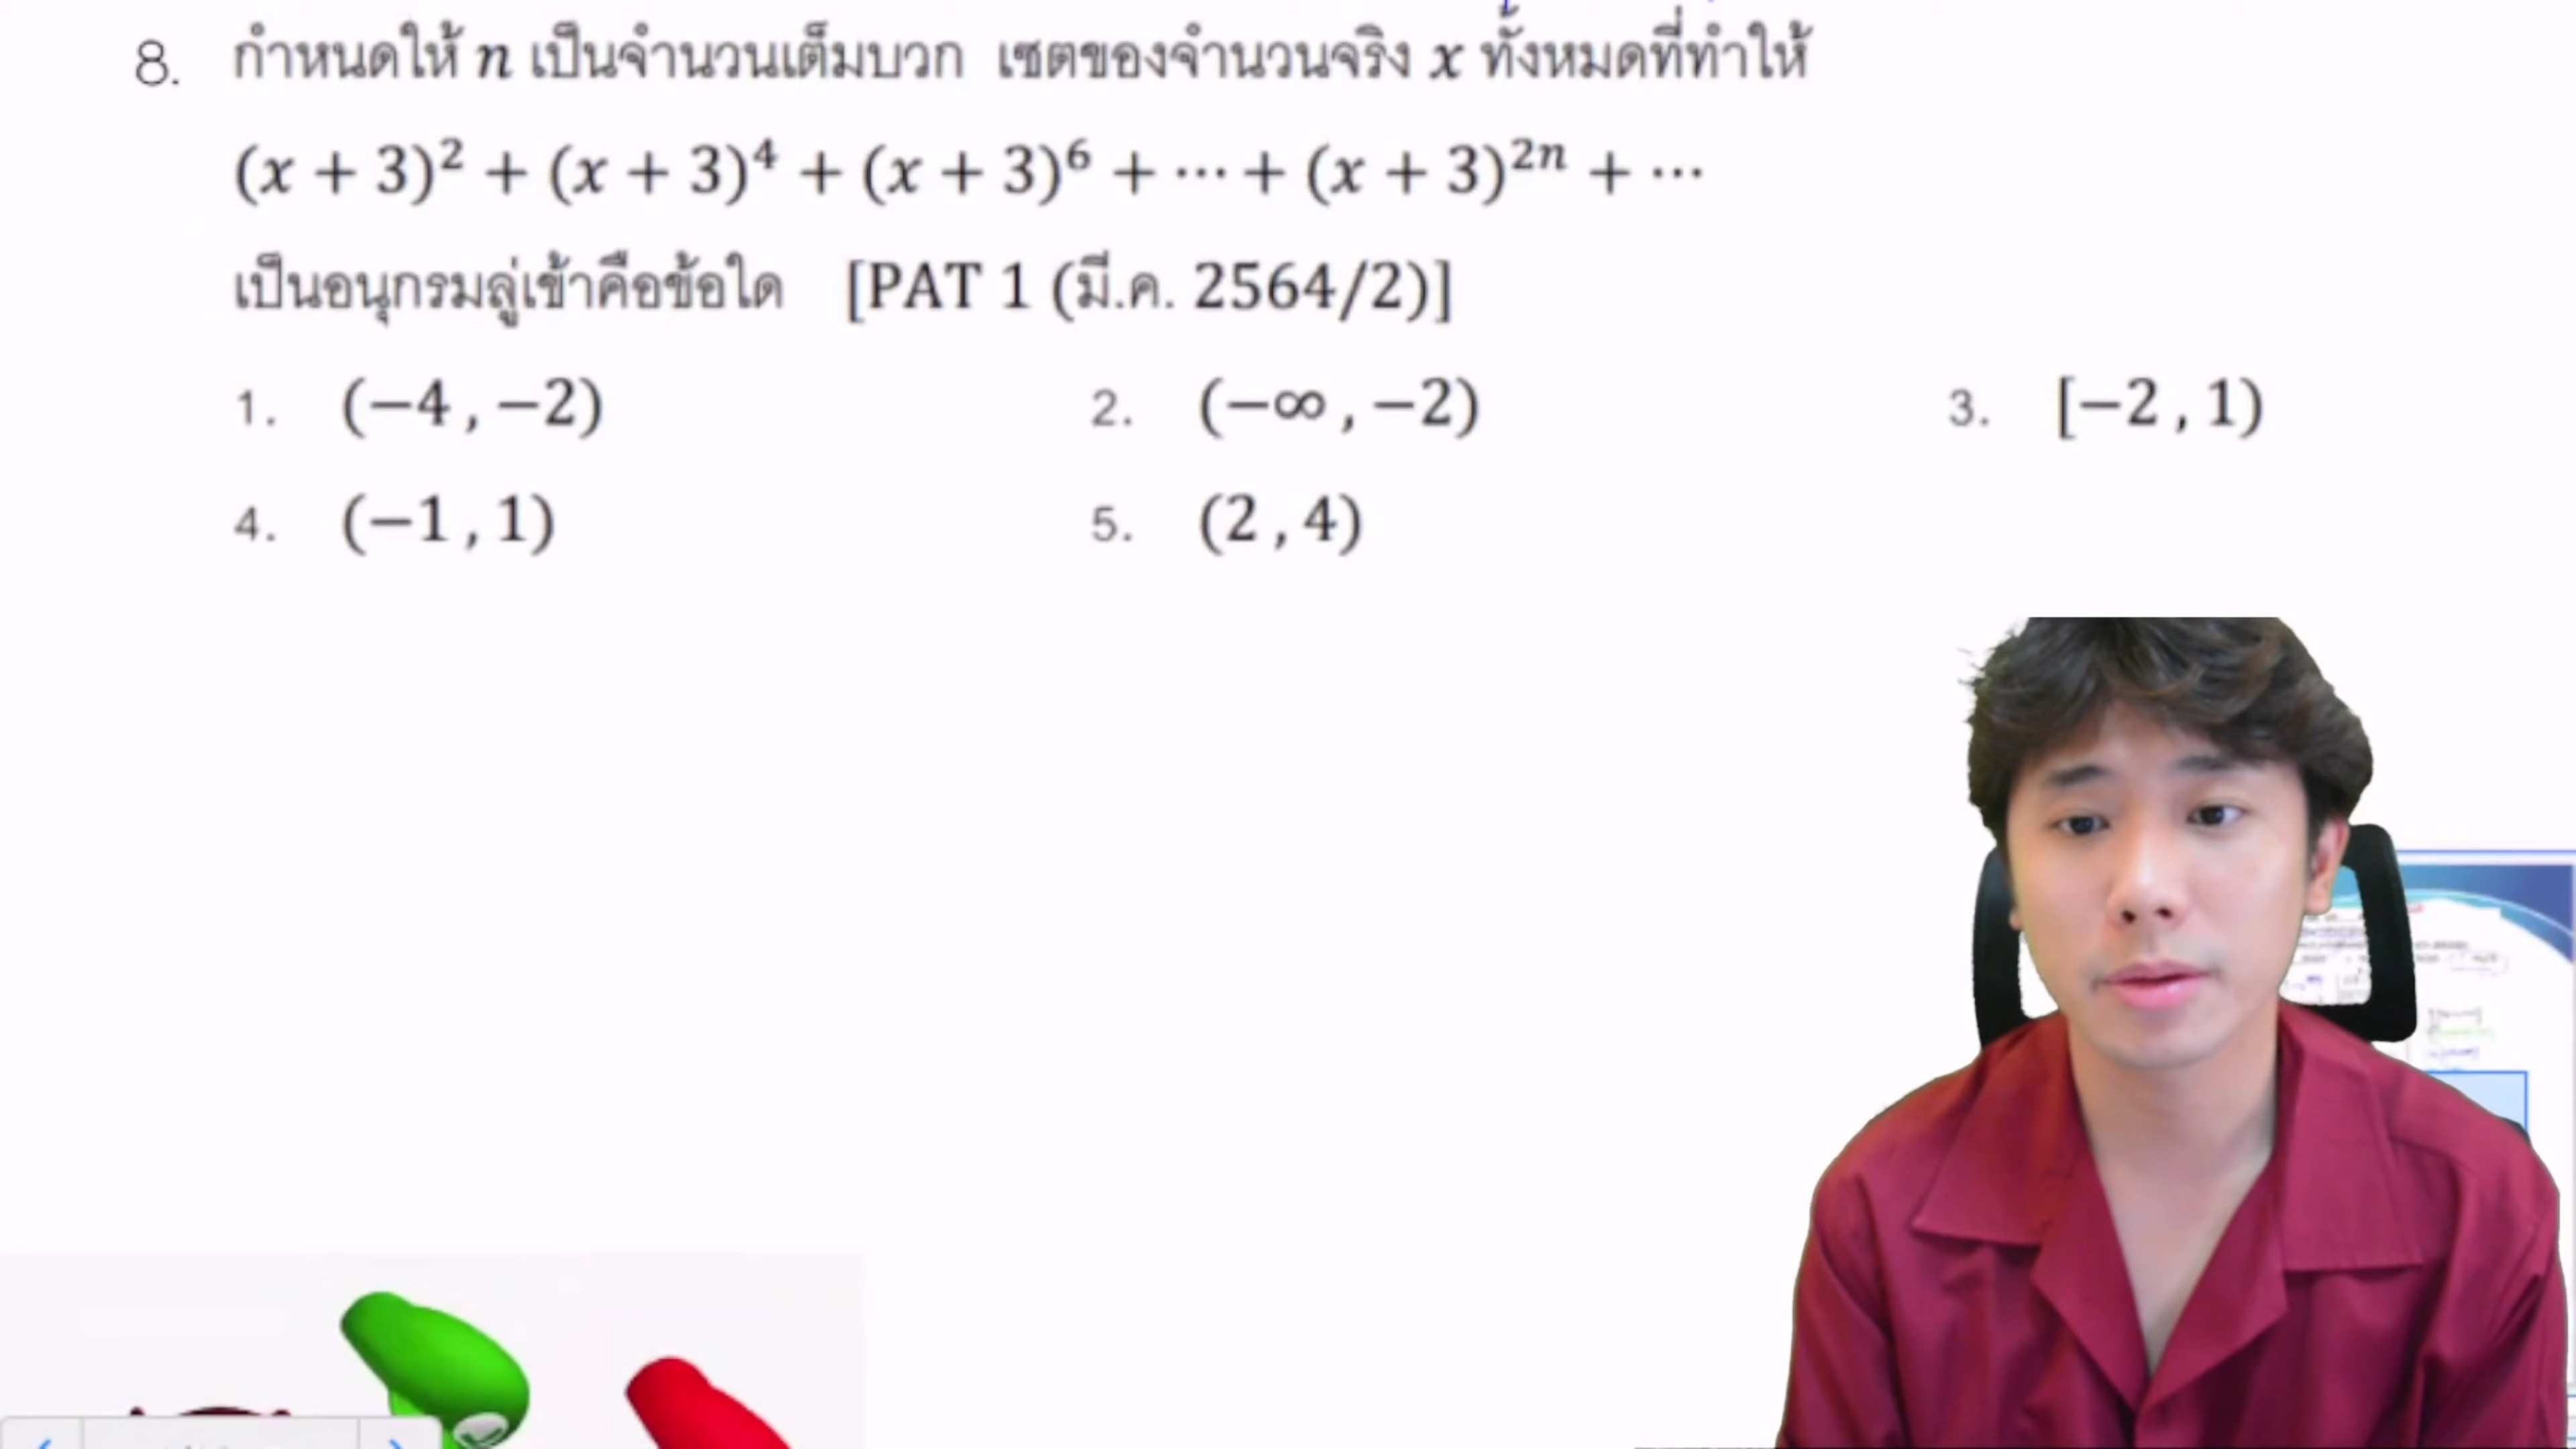 8. กำหนดให้ n เป็นจำนวนเต็มบวก เซตของจำนวนจริง x ทั้งหมดที่ทำให้
(x + 3)² + (x + 3)⁴ + (x + 3)⁶ + ⋯ + (x + 3)²ⁿ + ⋯
เป็นอนุกรมลู่เข้าคือข้อใด [PAT 1 (มี.ค. 2564/2)]
1. (−4 , −2) 2. (−∞ , −2) 3. [−2 , 1)
4. (−1 , 1) 5. (2 , 4)